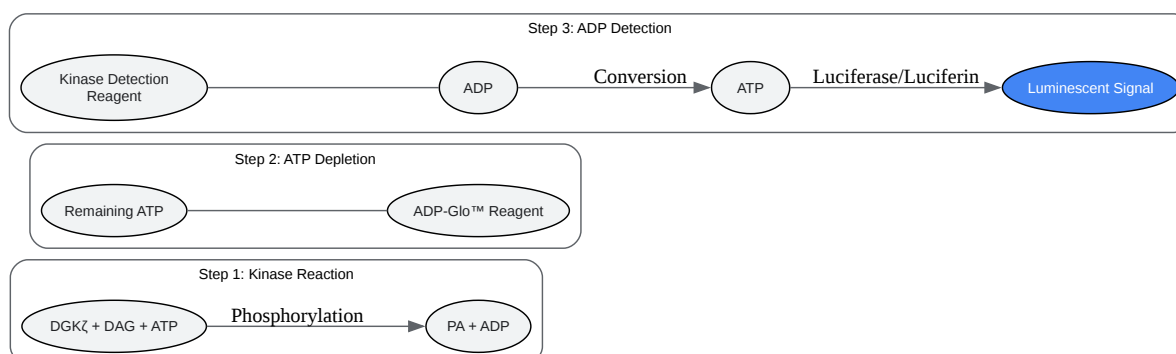 Step 3: ADP Detection
Kinase Detection
Reagent
ADP
Conversion
ATP
Luciferase/Luciferin
Luminescent Signal
Step 2: ATP Depletion
Remaining ATP
ADP-Glo™ Reagent
Step 1: Kinase Reaction
DGKζ + DAG + ATP
Phosphorylation
PA + ADP